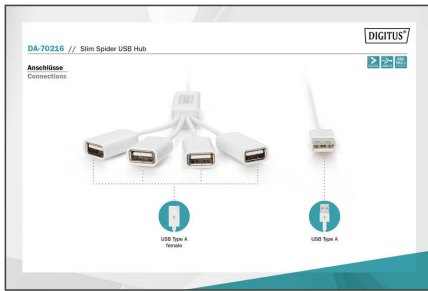 DIGITUS®
DA-70216 // Slim Spider USB Hub
Anschlüsse
Connections
USB Type A
female
USB Type A